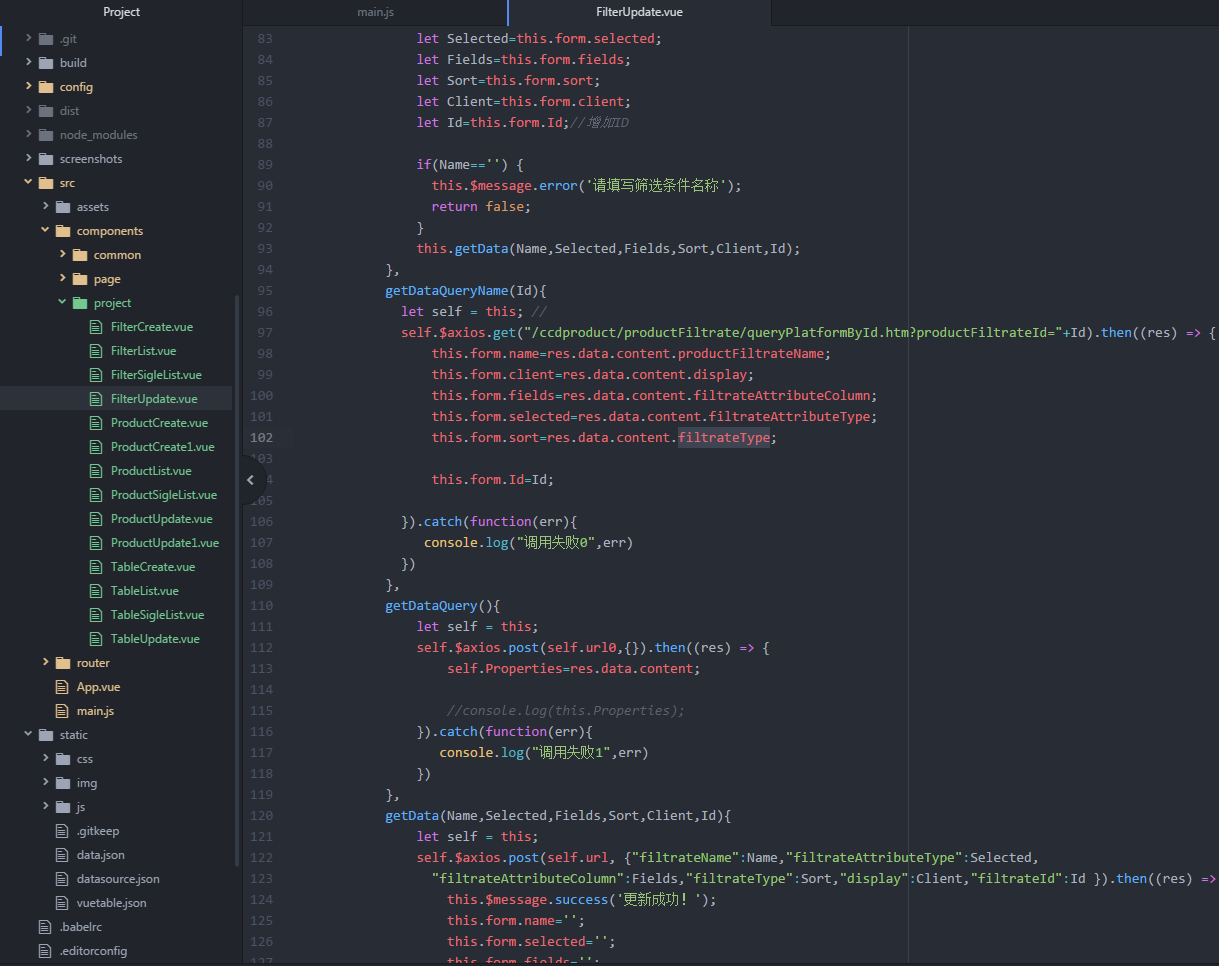 Project
.git
build
config
dist
node_modules
screenshots
src
assets
components
common
page
project
FilterCreate.vue
FilterList.vue
FilterSigleList.vue
FilterUpdate.vue
ProductCreate.vue
ProductCreate1.vue
ProductList.vue
ProductSigleList.vue
ProductUpdate.vue
ProductUpdate1.vue
TableCreate.vue
TableList.vue
TableSigleList.vue
TableUpdate.vue
router
App.vue
main.js
static
css
img
js
.gitkeep
data.json
datasource.json
vuetable.json
.babelrc
.editorconfig
main.js
FilterUpdate.vue
83 let Selected=this.form.selected;
84 let Fields=this.form.fields;
85 let Sort=this.form.sort;
86 let Client=this.form.client;
87 let Id=this.form.Id;//增加ID
88
89 if(Name=='') {
90 this.$message.error('请填写筛选条件名称');
91 return false;
92 }
93 this.getData(Name,Selected,Fields,Sort,Client,Id);
94 },
95 getDataQueryName(Id){
96 let self = this; //
97 self.$axios.get("/ccdproduct/productFiltrate/queryPlatformById.htm?productFiltrateId="+Id).then((res) => {
98 this.form.name=res.data.content.productFiltrateName;
99 this.form.client=res.data.content.display;
100 this.form.fields=res.data.content.filtrateAttributeColumn;
101 this.form.selected=res.data.content.filtrateAttributeType;
102 this.form.sort=res.data.content.filtrateType;
03
4 this.form.Id=Id;
05
106 }).catch(function(err){
107 console.log("调用失败0",err)
108 })
109 },
110 getDataQuery(){
111 let self = this;
112 self.$axios.post(self.url0,{}).then((res) => {
113 self.Properties=res.data.content;
114
115 //console.log(this.Properties);
116 }).catch(function(err){
117 console.log("调用失败1",err)
118 })
119 },
120 getData(Name,Selected,Fields,Sort,Client,Id){
121 let self = this;
122 self.$axios.post(self.url, {"filtrateName":Name,"filtrateAttributeType":Selected,
123 "filtrateAttributeColumn":Fields,"filtrateType":Sort,"display":Client,"filtrateId":Id }).then((res) =>
124 this.$message.success('更新成功！');
125 this.form.name='';
126 this.form.selected='';
127 this.form.fields='';